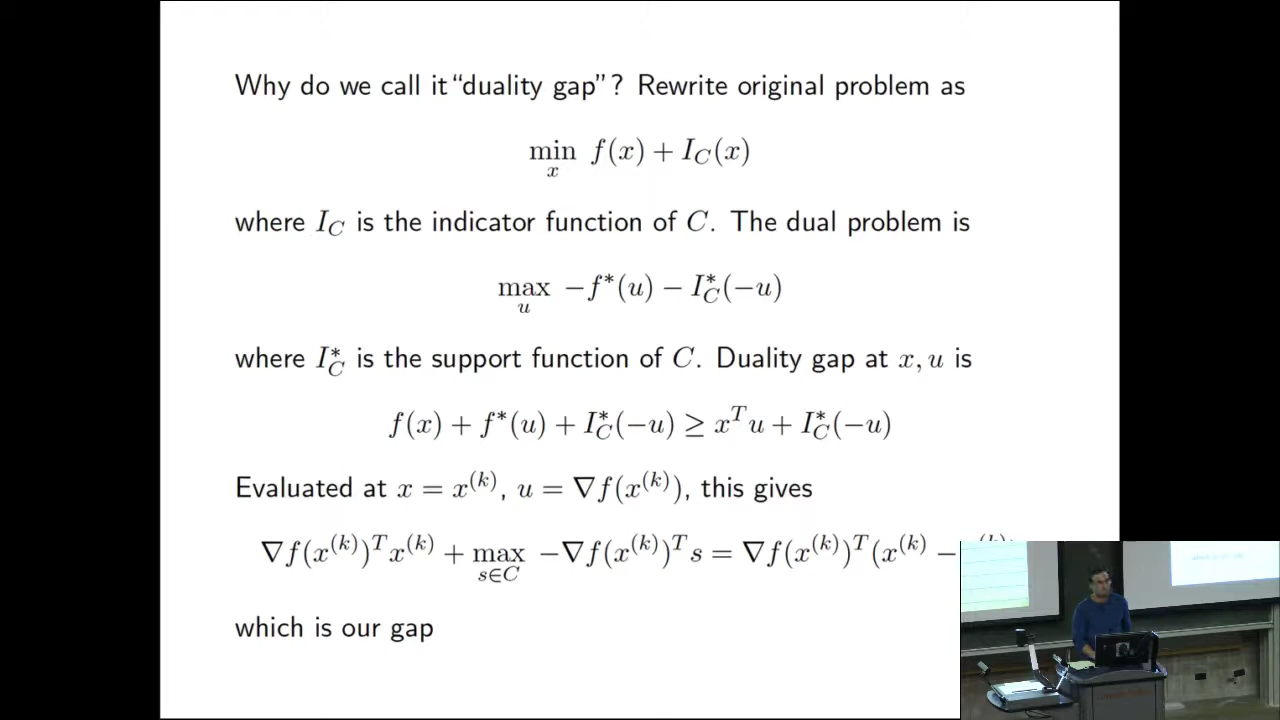 Why do we call it “duality gap”? Rewrite original problem as
min_x f(x) + I_C(x)
where I_C is the indicator function of C. The dual problem is
max_u −f*(u) − I*_C(−u)
where I*_C is the support function of C. Duality gap at x, u is
f(x) + f*(u) + I*_C(−u) ≥ x^T u + I*_C(−u)
Evaluated at x = x^(k), u = ∇f(x^(k)), this gives
∇f(x^(k))^T x^(k) + max_{s∈C} −∇f(x^(k))^T s = ∇f(x^(k))^T (x^(k) −
which is our gap